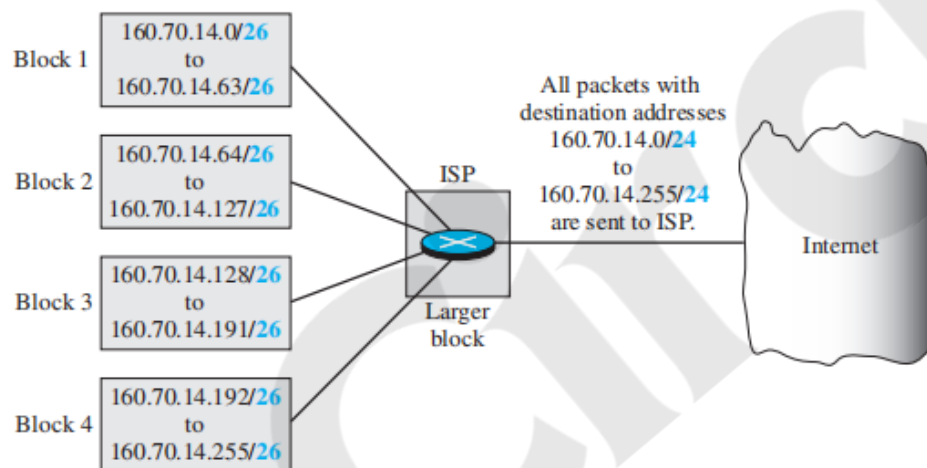 Block 1
160.70.14.0/26
to
160.70.14.63/26
Block 2
160.70.14.64/26
to
160.70.14.127/26
Block 3
160.70.14.128/26
to
160.70.14.191/26
Block 4
160.70.14.192/26
to
160.70.14.255/26
ISP
Larger
block
All packets with
destination addresses
160.70.14.0/24
to
160.70.14.255/24
are sent to ISP.
Internet